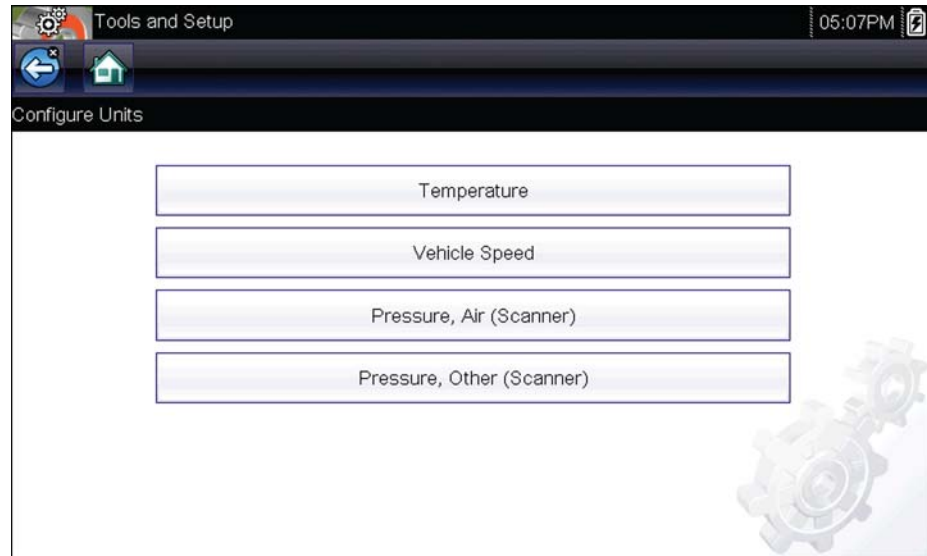 Tools and Setup 05:07PM
Configure Units
Temperature
Vehicle Speed
Pressure, Air (Scanner)
Pressure, Other (Scanner)